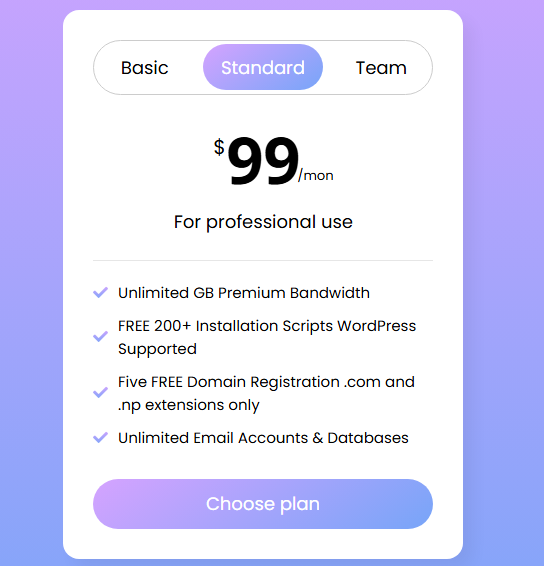 Basic Standard Team
$99/mon
For professional use
Unlimited GB Premium Bandwidth
FREE 200+ Installation Scripts WordPress
Supported
Five FREE Domain Registration .com and
.np extensions only
Unlimited Email Accounts & Databases
Choose plan